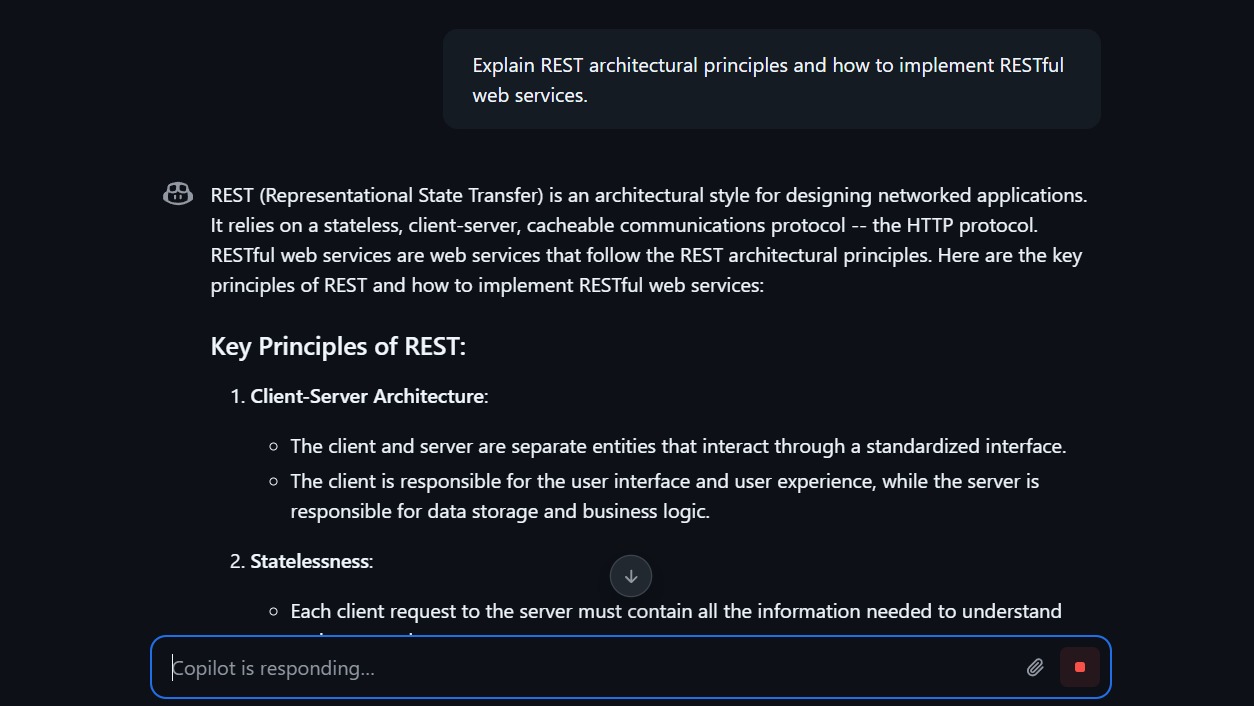 Explain REST architectural principles and how to implement RESTful
web services.
REST (Representational State Transfer) is an architectural style for designing networked applications.
It relies on a stateless, client-server, cacheable communications protocol -- the HTTP protocol.
RESTful web services are web services that follow the REST architectural principles. Here are the key
principles of REST and how to implement RESTful web services:
Key Principles of REST:
1. Client-Server Architecture:
The client and server are separate entities that interact through a standardized interface.
The client is responsible for the user interface and user experience, while the server is
responsible for data storage and business logic.
2. Statelessness:
Each client request to the server must contain all the information needed to understand
Copilot is responding...